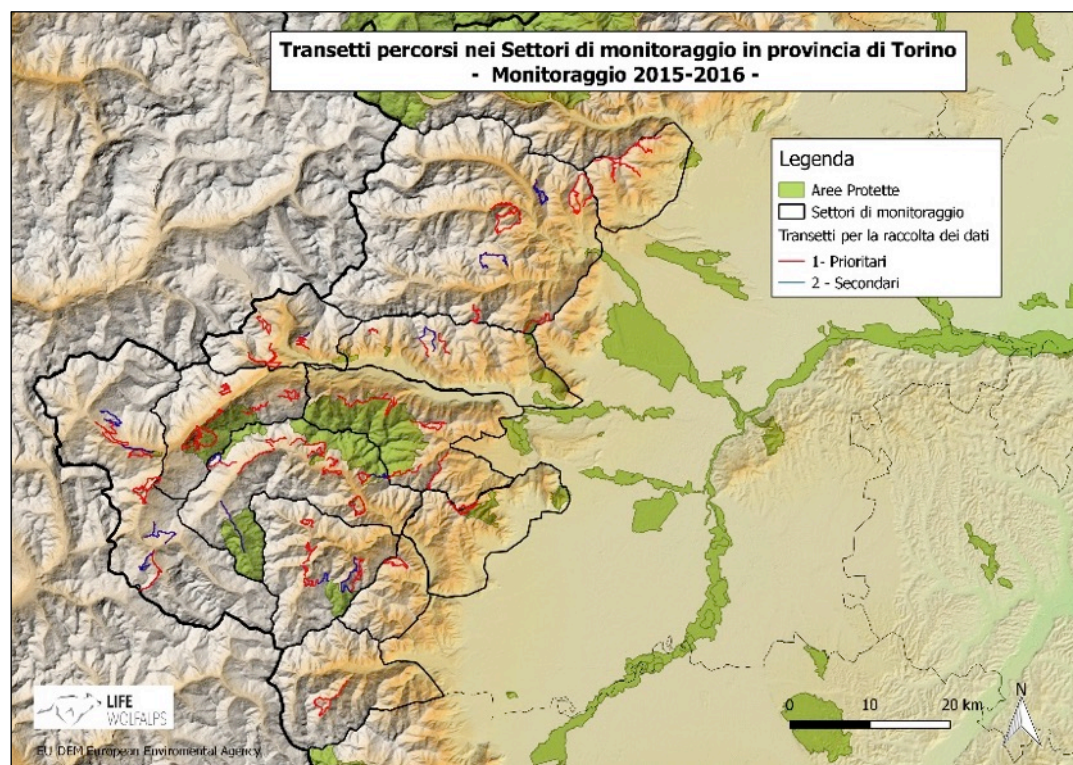 Transetti percorsi nei Settori di monitoraggio in provincia di Torino
- Monitoraggio 2015-2016 -
Legenda
Aree Protette
Settori di monitoraggio
Transetti per la raccolta dei dati
1- Prioritari
2 - Secondari
LIFE
WOLFALPS
EU DEM European Enviromental Agency
0 10 20 km
N